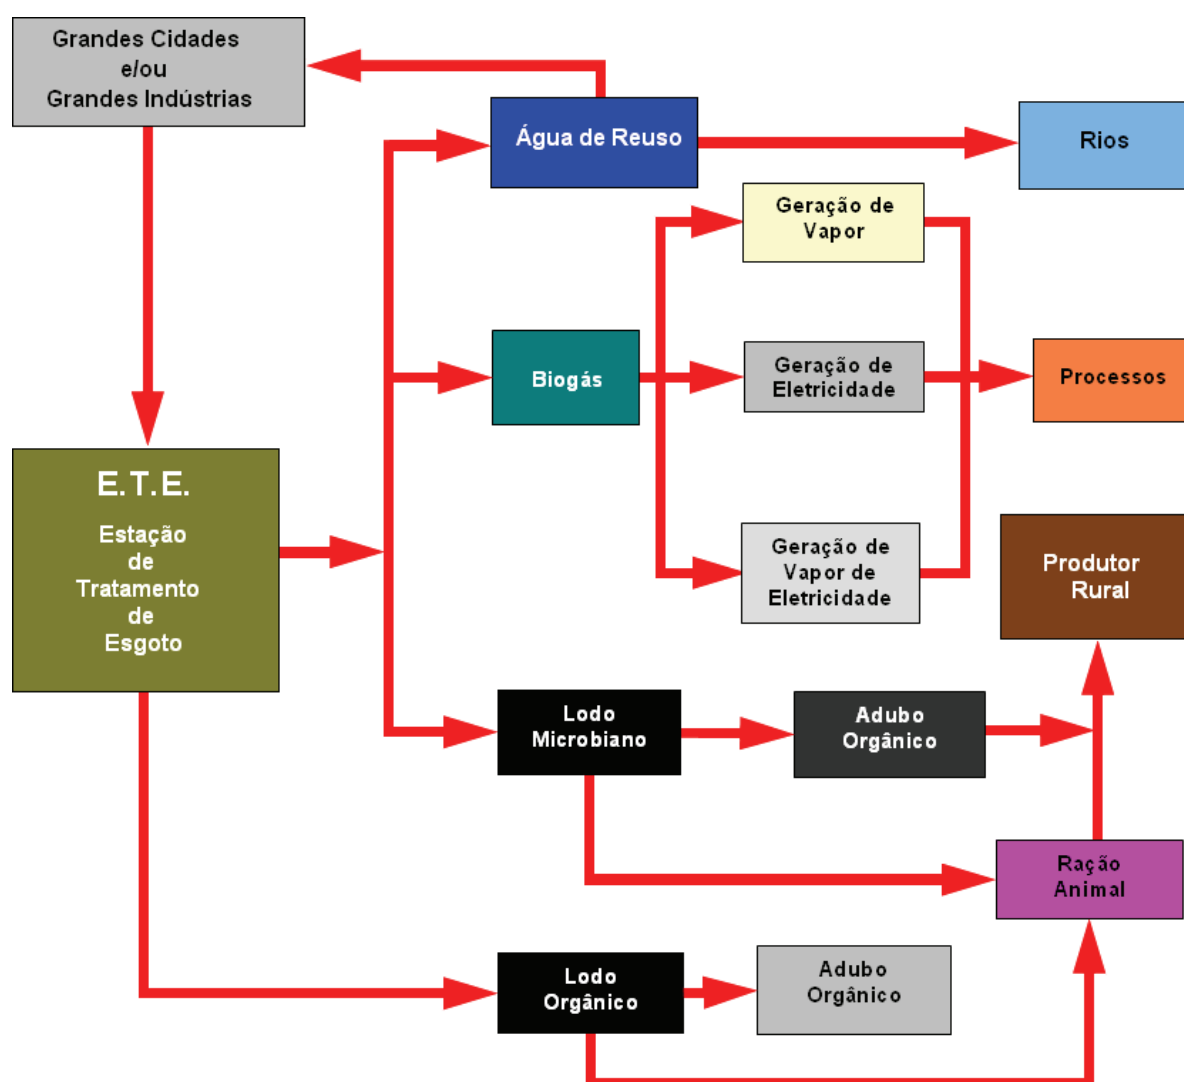 Grandes Cidades
e/ou
Grandes Indústrias
Água de Reuso
Rios
Geração de
Vapor
Biogás
Geração de
Eletricidade
Processos
E.T.E.
Estação
de
Tratamento
de
Esgoto
Geração de
Vapor de
Eletricidade
Produtor
Rural
Lodo
Microbiano
Adubo
Orgânico
Ração
Animal
Lodo
Orgânico
Adubo
Orgânico